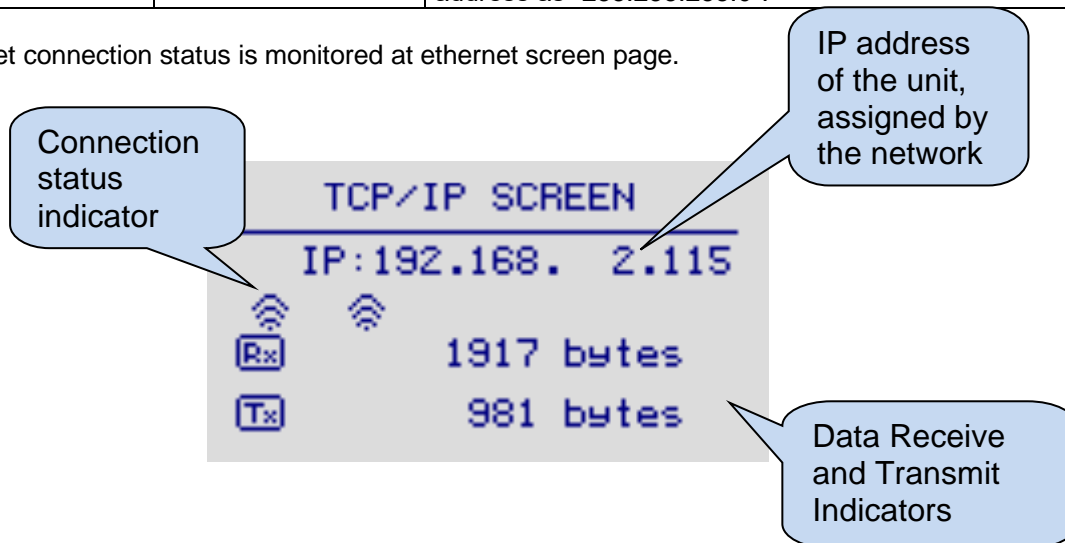 et connection status is monitored at ethernet screen page.
IP address
of the unit,
assigned by
the network
Connection
status
indicator
TCP/IP SCREEN
IP:192.168. 2.115
Rx 1917 bytes
Tx 981 bytes
Data Receive
and Transmit
Indicators